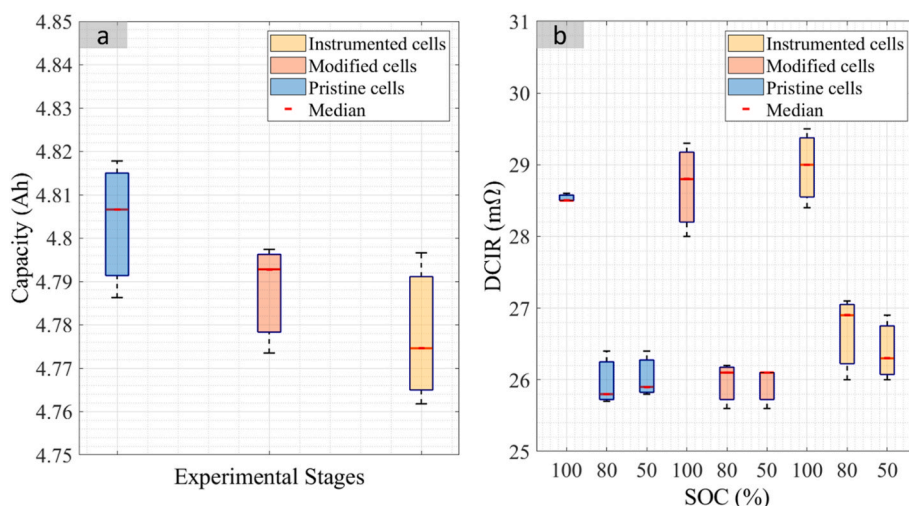 a
Instrumented cells
Modified cells
Pristine cells
Median
Capacity (Ah)
4.85
4.84
4.83
4.82
4.81
4.8
4.79
4.78
4.77
4.76
4.75
Experimental Stages
b
Instrumented cells
Modified cells
Pristine cells
Median
DCIR (mΩ)
31
30
29
28
27
26
25
100 80 50 100 80 50 100 80 50
SOC (%)